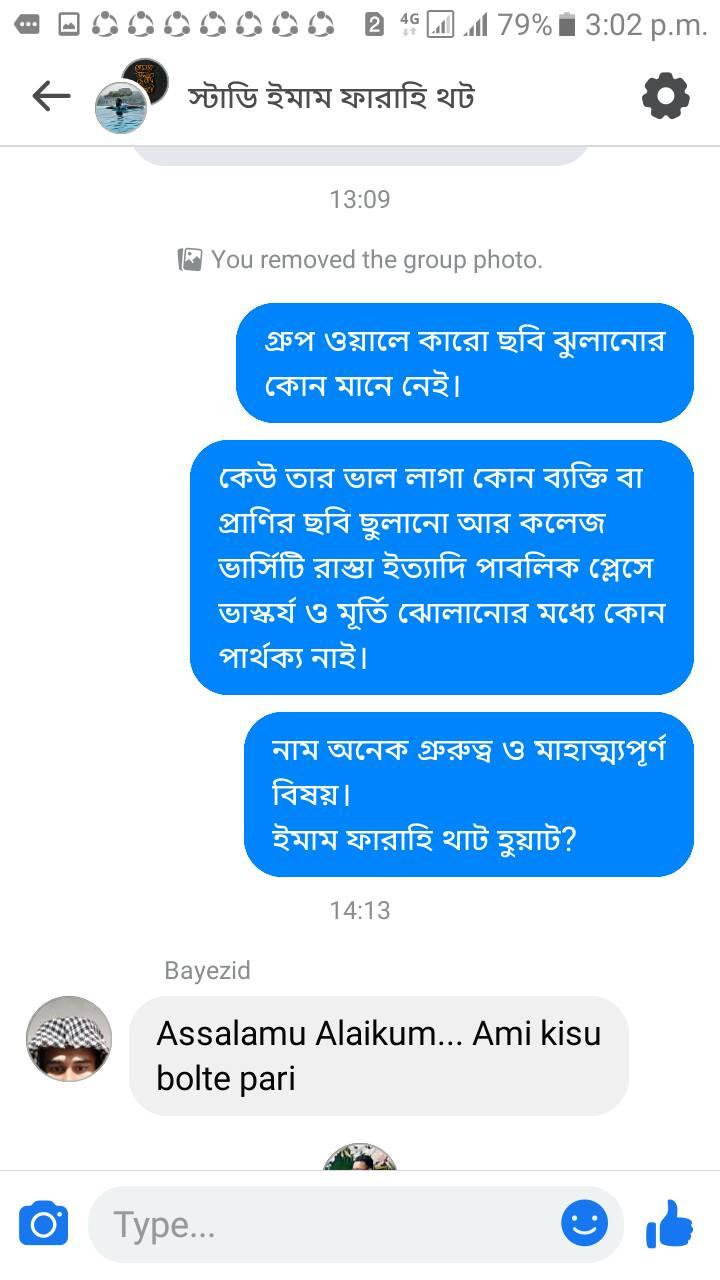 2 4G 79% 3:02 p.m.
স্টাডি ইমাম ফারাহি থট
13:09
You removed the group photo.
গ্রুপ ওয়ালে কারো ছবি ঝুলানোর
কোন মানে নেই।
কেউ তার ভাল লাগা কোন ব্যক্তি বা
প্রাণির ছবি ছুলানো আর কলেজ
ভার্সিটি রাস্তা ইত্যাদি পাবলিক প্লেসে
ভাস্কর্য ও মূর্তি ঝোলানোর মধ্যে কোন
পার্থক্য নাই।
নাম অনেক গ্রুরুত্ব ও মাহাত্ম্যপূর্ণ
বিষয়।
ইমাম ফারাহি থাট হুয়াট?
14:13
Bayezid
Assalamu Alaikum... Ami kisu
bolte pari
Type...